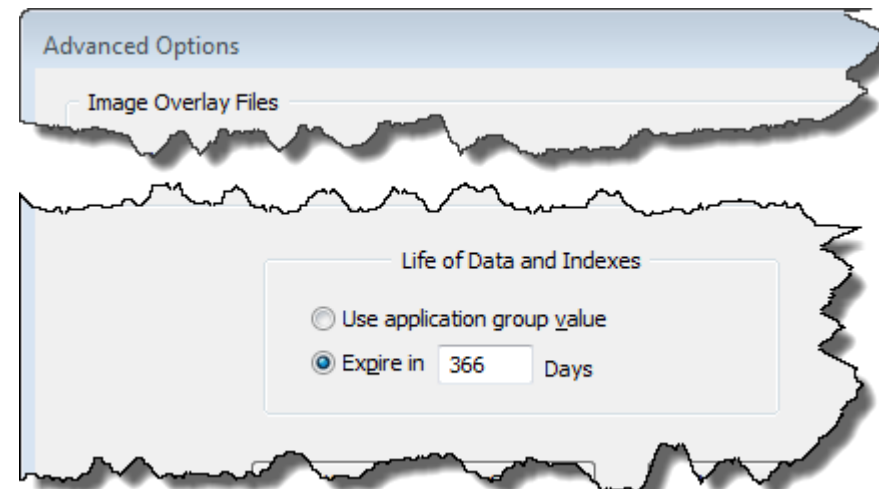 Advanced Options
Image Overlay Files
Life of Data and Indexes
Use application group value
Expire in 366 Days